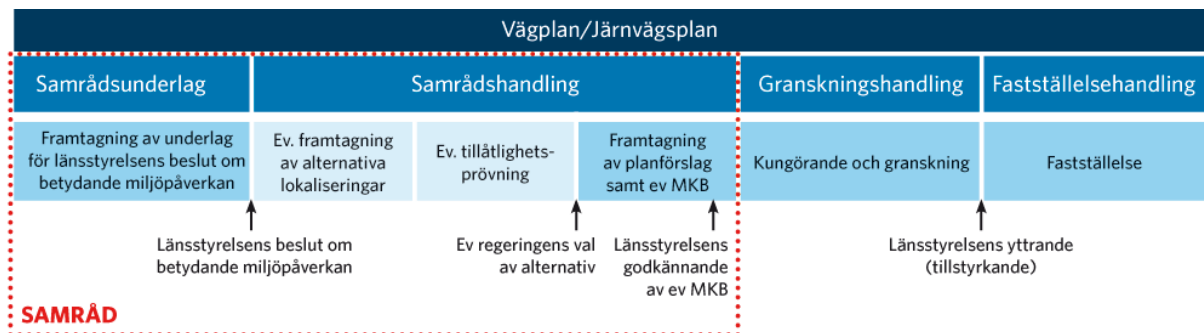 Vägplan/Järnvägsplan
Samrådsunderlag
Samrådshandling
Granskningshandling
Fastställelsehandling
Framtagning av underlag
för länsstyrelsens beslut om
betydande miljöpåverkan
Ev. framtagning
av alternativa
lokaliseringar
Ev. tillåtlighets-
prövning
Framtagning
av planförslag
samt ev MKB
Kungörande och granskning
Fastställelse
Länsstyrelsens beslut om
betydande miljöpåverkan
Ev regeringens val
av alternativ
Länsstyrelsens
godkännande
av ev MKB
Länsstyrelsens yttrande
(tillstyrkande)
SAMRÅD